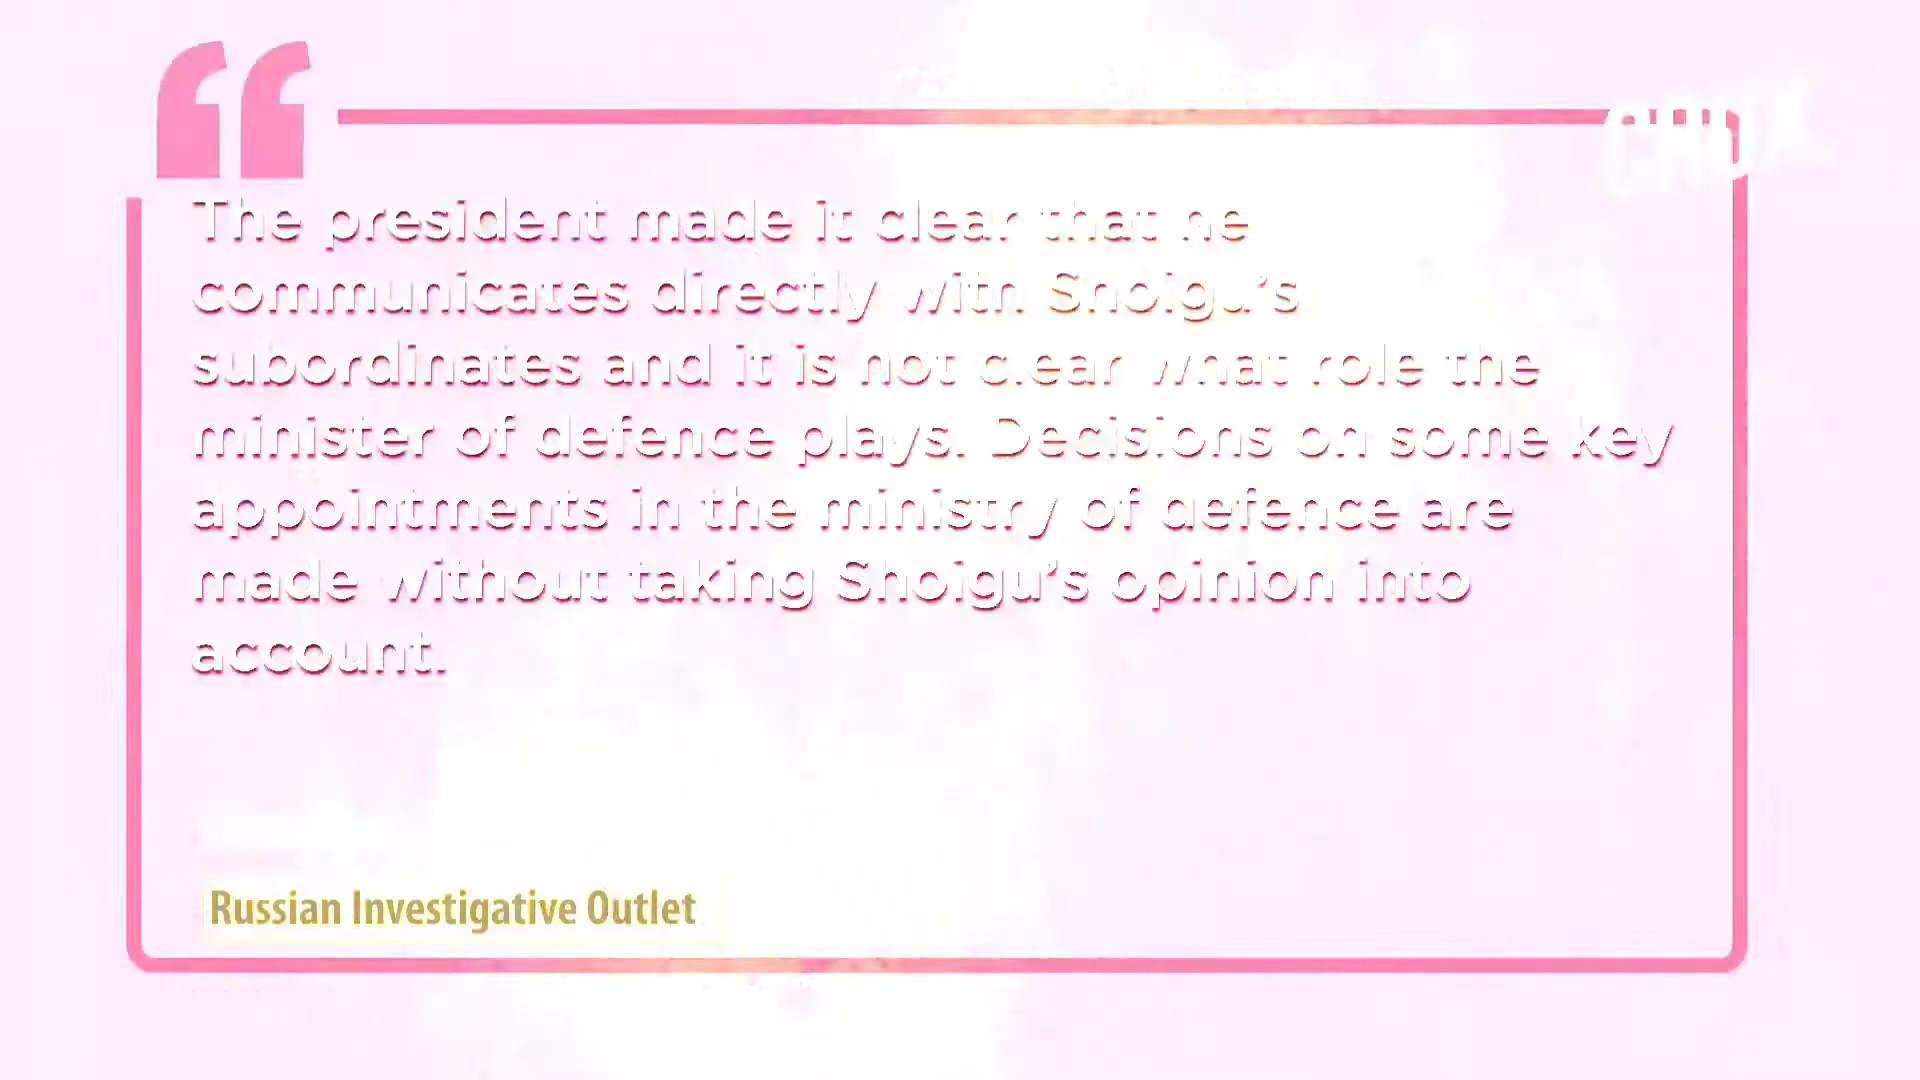 CRUX
The president made it clear that he
communicates directly with Shoigu's
subordinates and it is not clear what role the
minister of defence plays. Decisions on some key
appointments in the ministry of defence are
made without taking Shoigu's opinion into
account.
Russian Investigative Outlet